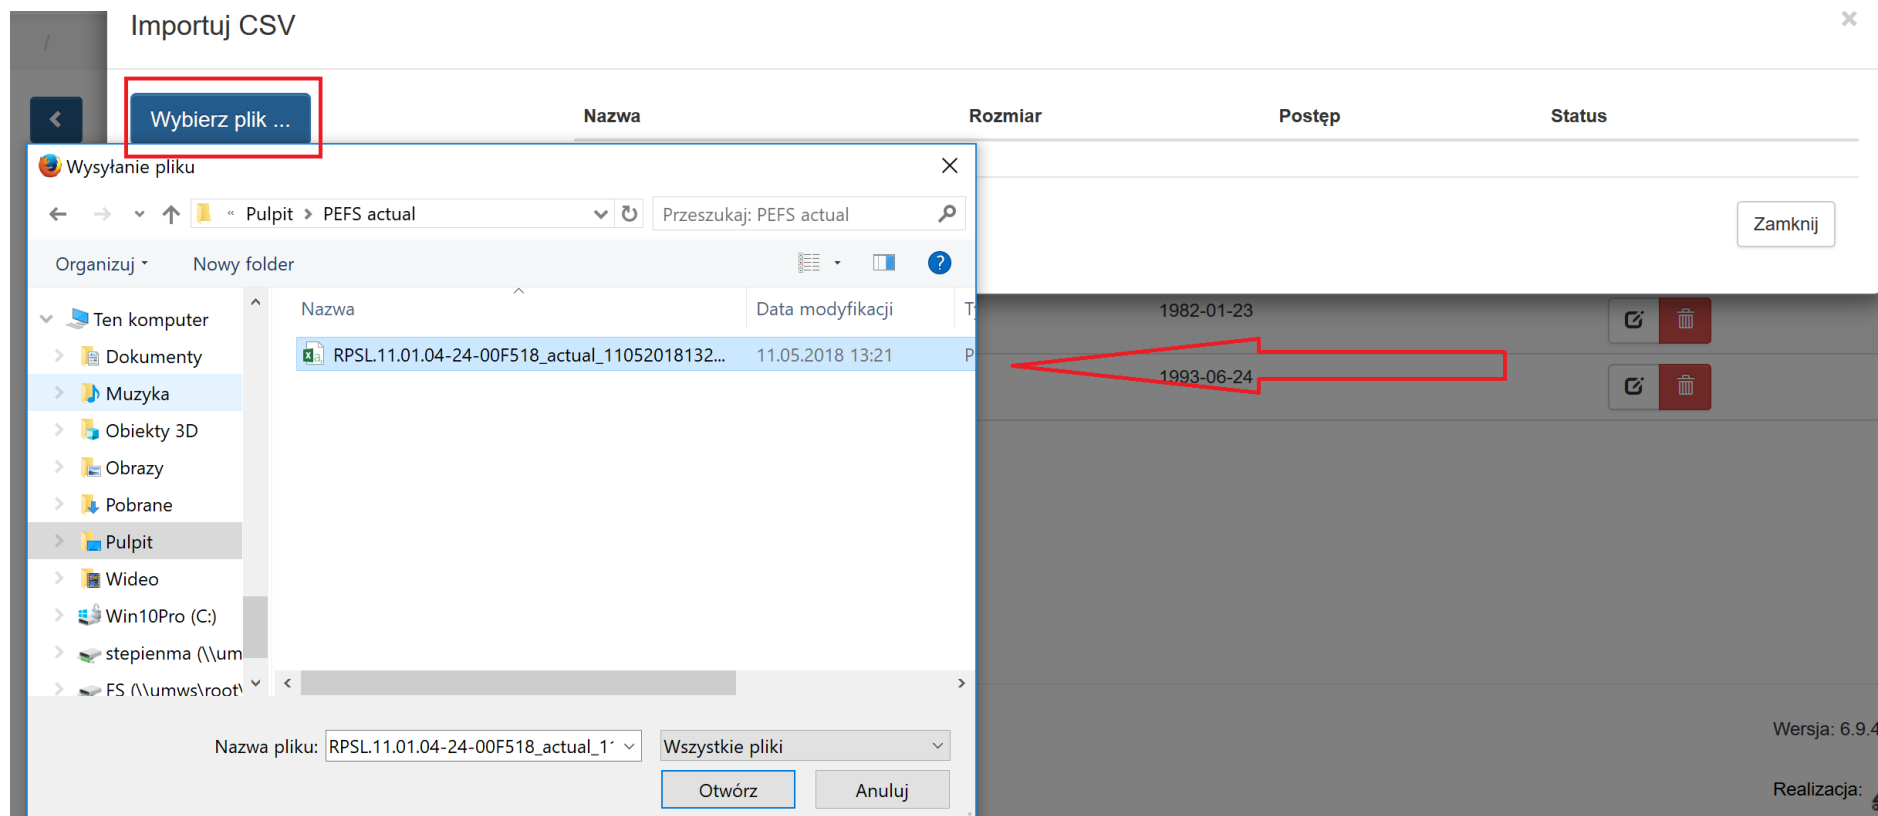 Importuj CSV
×
/
Wybierz plik ...
Nazwa Rozmiar Postęp Status
Wysyłanie pliku
« Pulpit > PEFS actual
Przeszukaj: PEFS actual
Zamknij
Organizuj
Nowy folder
?
Nazwa
Data modyfikacji
Ten komputer
Dokumenty
Muzyka
Obiekty 3D
Obrazy
Pobrane
Pulpit
Wideo
Win10Pro (C:)
stepienma (\\um
FS (\\umws\root\
RPSL.11.01.04-24-00F518_actual_11052018132...
11.05.2018 13:21
P
1982-01-23
1993-06-24
Nazwa pliku: RPSL.11.01.04-24-00F518_actual_1
Wszystkie pliki
Otwórz
Anuluj
Wersja: 6.9.4
Realizacja: